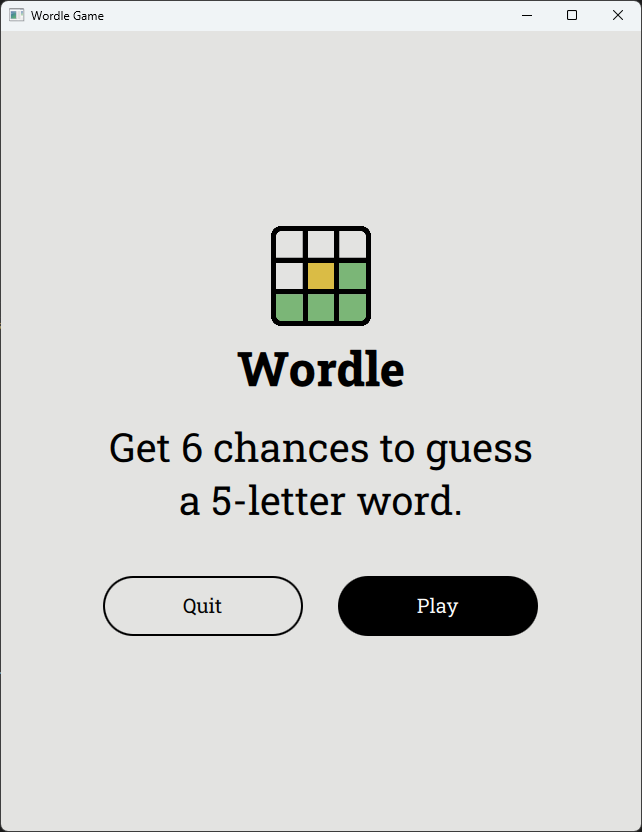 Wordle Game
Wordle
Get 6 chances to guess
a 5-letter word.
Quit
Play